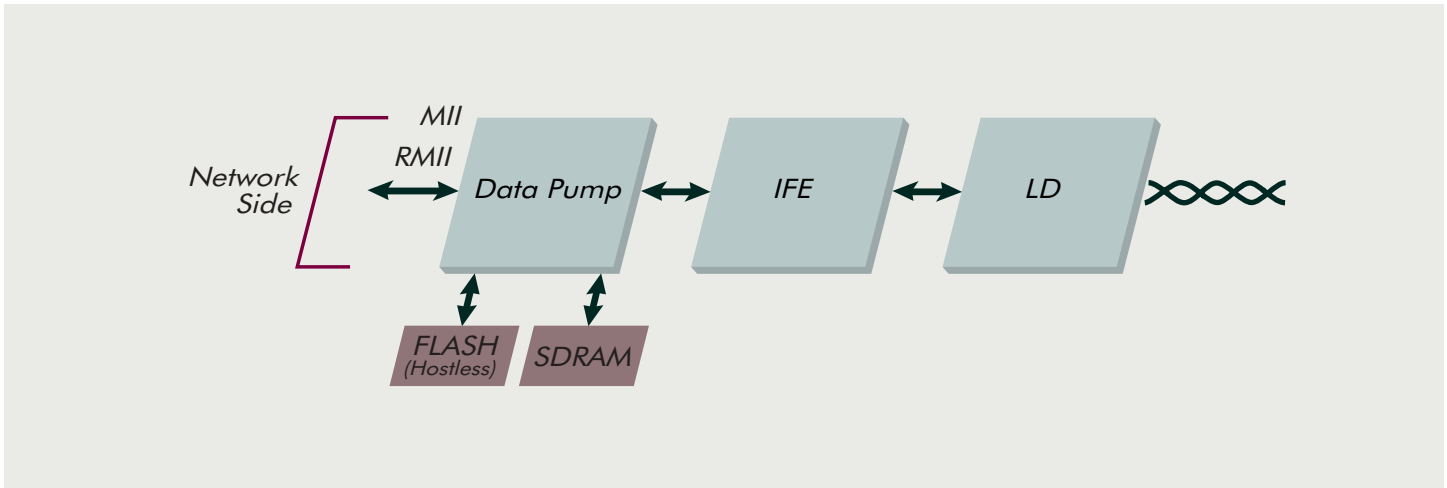 MII
RMII
Network
Side
Data Pump
IFE
LD
FLASH
(Hostless)
SDRAM